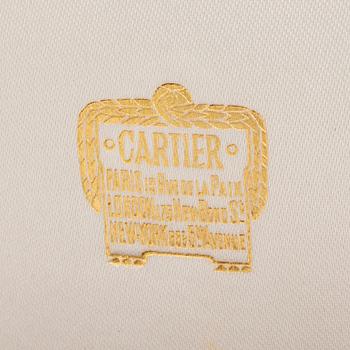 CARTIER
PARIS 13 RUE DE LA PAIX
LONDON 175 NEW BOND ST
NEW-YORK 653 5TH AVENUE